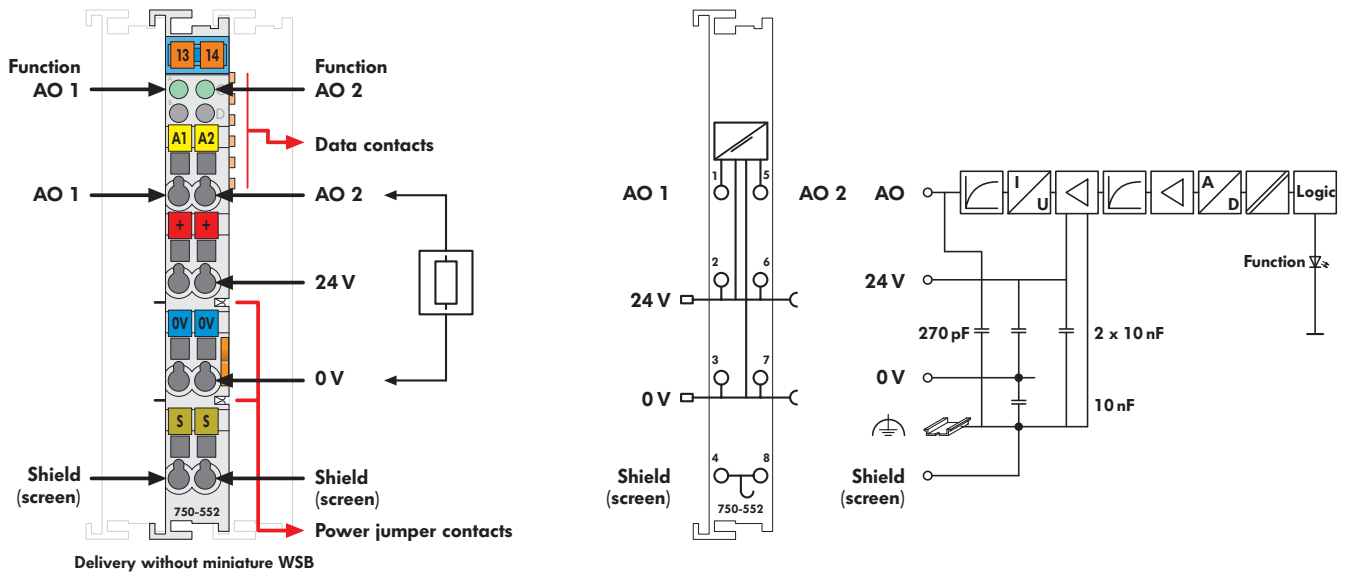 13 14
Function
AO 1
Function
AO 2
A
C
B
D
A1 A2
Data contacts
AO 1
AO 2
+ +
24 V
0V 0V
0 V
S S
Shield
(screen)
Shield
(screen)
750-552
Power jumper contacts
Delivery without miniature WSB
1 5
AO 1
AO 2
2 6
24 V
3 7
0 V
4 8
Shield
(screen)
750-552
AO
I
U
A
D
Logic
Function
24 V
270 pF
2 x 10 nF
0 V
10 nF
Shield
(screen)